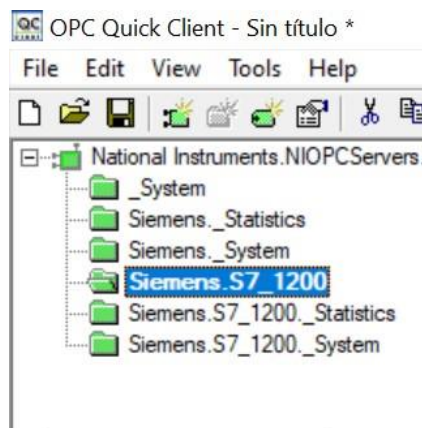 OPC Quick Client - Sin título *
File Edit View Tools Help
National Instruments.NIOPCServers.
_System
Siemens._Statistics
Siemens._System
Siemens.S7_1200
Siemens.S7_1200._Statistics
Siemens.S7_1200._System